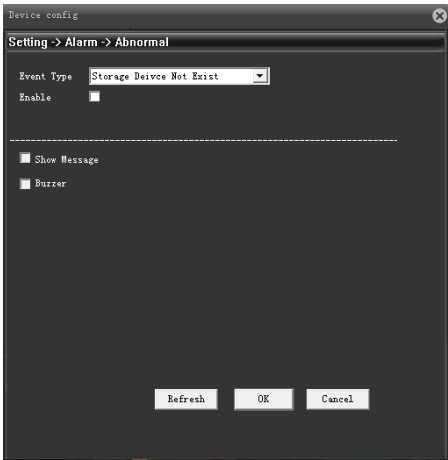 Device config
Setting -> Alarm -> Abnormal
Event Type Storage Deivce Not Exist
Enable
Show Message
Buzzer
Refresh OK Cancel